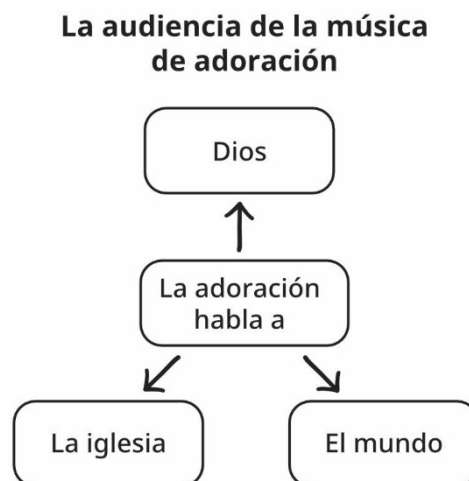 La audiencia de la música
de adoración
Dios
La adoración
habla a
La iglesia
El mundo